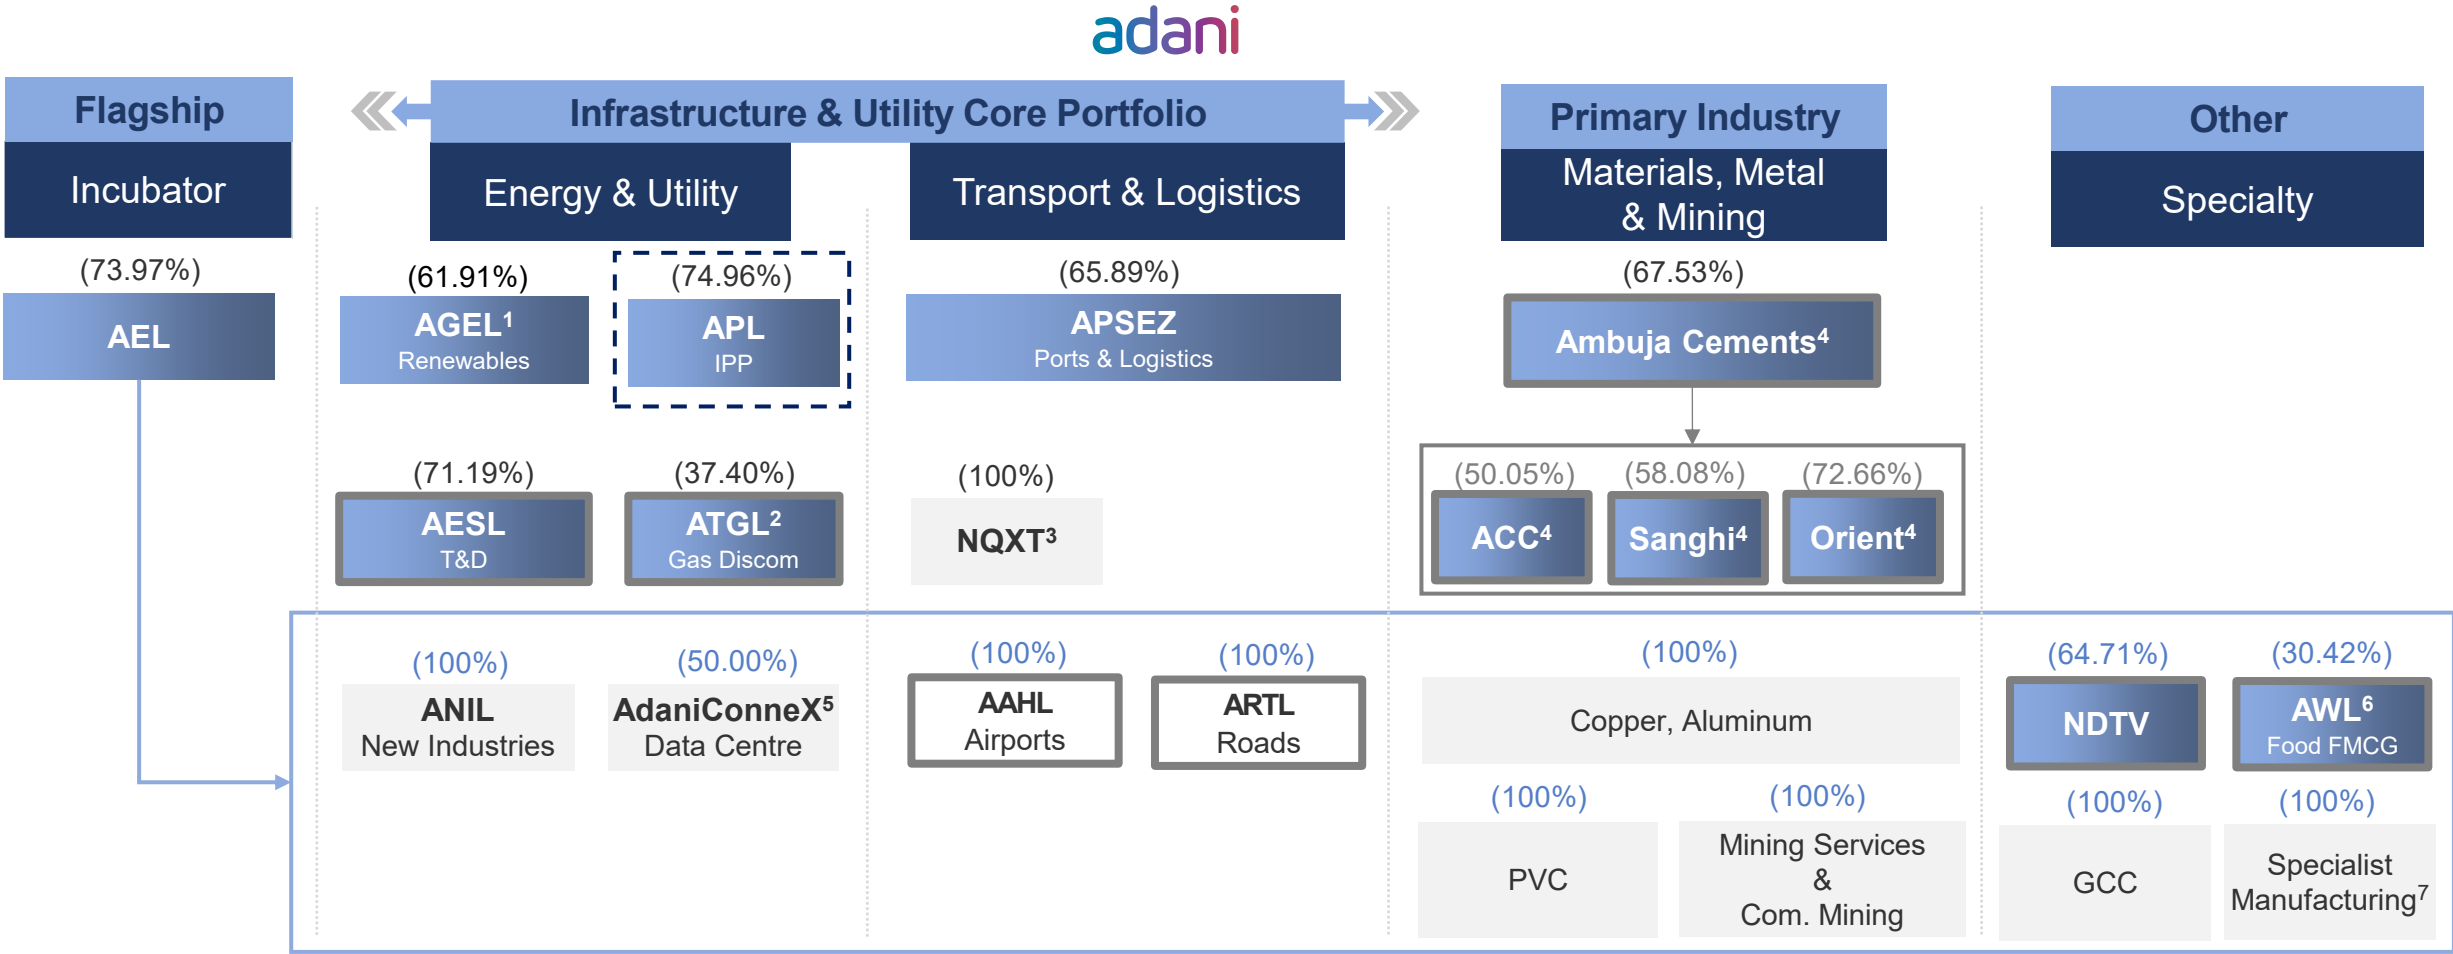 adani
Flagship
Infrastructure & Utility Core Portfolio
Primary Industry
Other
Incubator
Energy & Utility
Transport & Logistics
Materials, Metal
& Mining
Specialty
(73.97%)
AEL
(61.91%)
AGEL¹
Renewables
(74.96%)
APL
IPP
(65.89%)
APSEZ
Ports & Logistics
(67.53%)
Ambuja Cements⁴
(71.19%)
AESL
T&D
(37.40%)
ATGL²
Gas Discom
(100%)
NQXT³
(50.05%)
ACC⁴
(58.08%)
Sanghi⁴
(72.66%)
Orient⁴
(100%)
ANIL
New Industries
(50.00%)
AdaniConneX⁵
Data Centre
(100%)
AAHL
Airports
(100%)
ARTL
Roads
(100%)
Copper, Aluminum
(64.71%)
NDTV
(30.42%)
AWL⁶
Food FMCG
(100%)
PVC
(100%)
Mining Services
&
Com. Mining
(100%)
GCC
(100%)
Specialist
Manufacturing⁷